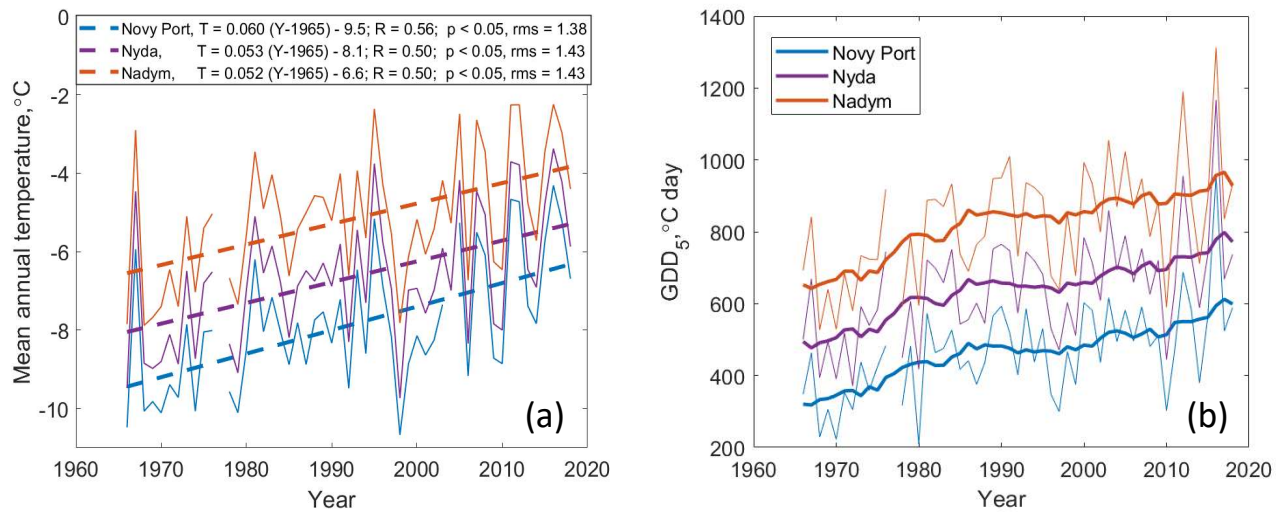 Novy Port, T = 0.060 (Y-1965) - 9.5; R = 0.56; p < 0.05, rms = 1.38
Nyda, T = 0.053 (Y-1965) - 8.1; R = 0.50; p < 0.05, rms = 1.43
Nadym, T = 0.052 (Y-1965) - 6.6; R = 0.50; p < 0.05, rms = 1.43
0
-2
-4
-6
-8
-10
Mean annual temperature,°C
(a)
1960 1970 1980 1990 2000 2010 2020
Year
1400
1200
1000
800
600
400
200
GDD5,°C day
Novy Port
Nyda
Nadym
(b)
1960 1970 1980 1990 2000 2010 2020
Year